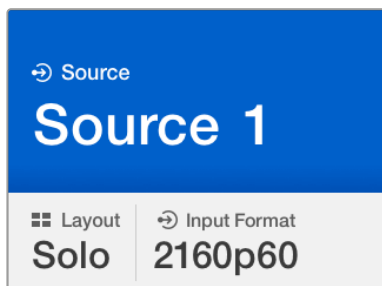 Source
Source 1
Layout
Input Format
Solo
2160p60